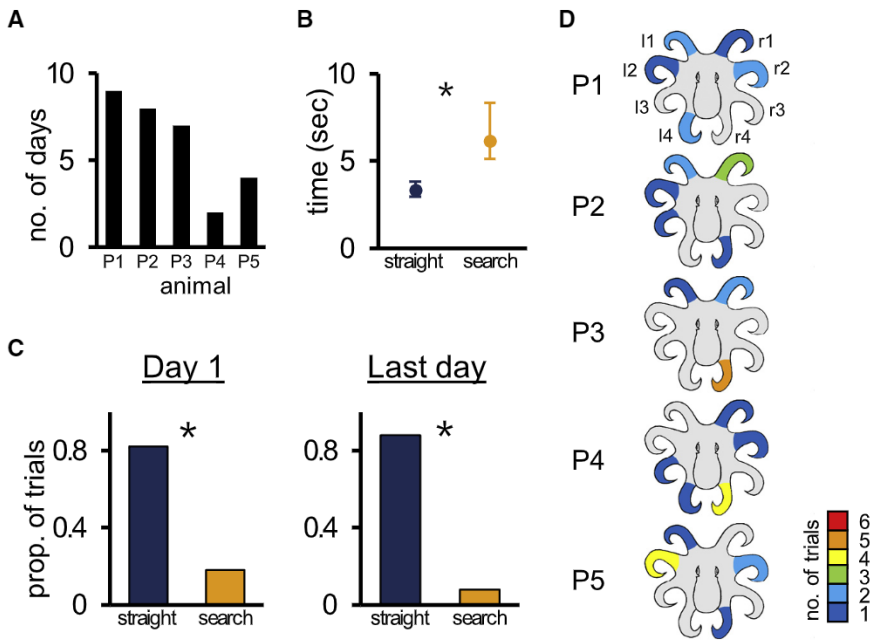 A
no. of days
10
5
0
P1 P2 P3 P4 P5
animal
B
time (sec)
10
5
0
*
straight search
C
prop. of trials
Day 1
0.8
0.4
0
*
straight search
Last day
0.8
0.4
0
*
straight search
D
P1
l1 r1
l2 r2
l3 r3
l4 r4
P2
P3
P4
P5
no. of trials
6
5
4
3
2
1